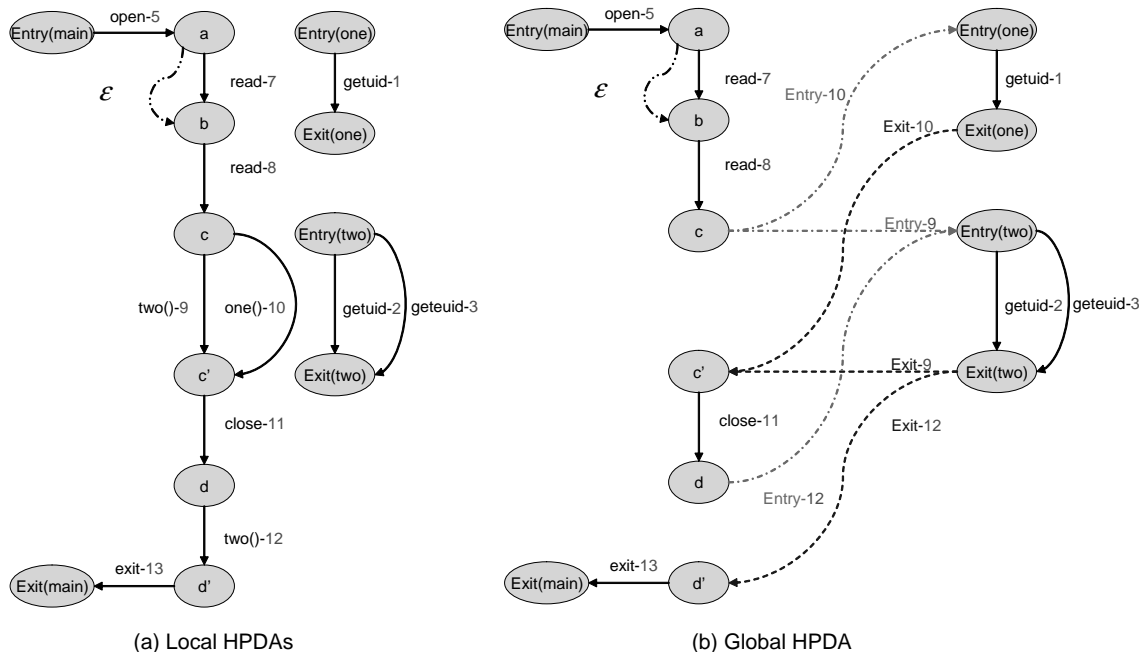 open-5
Entry(main)
a
Entry(one)
ε
read-7
getuid-1
b
Exit(one)
read-8
c
Entry(two)
two()-9
one()-10
getuid-2
geteuid-3
c'
Exit(two)
close-11
d
two()-12
Exit(main)
exit-13
d'
(a) Local HPDAs
open-5
Entry(main)
a
Entry(one)
ε
read-7
Entry-10
getuid-1
b
Exit-10
Exit(one)
read-8
c
Entry-9
Entry(two)
getuid-2
geteuid-3
c'
Exit-9
Exit(two)
close-11
Exit-12
d
Entry-12
Exit(main)
exit-13
d'
(b) Global HPDA